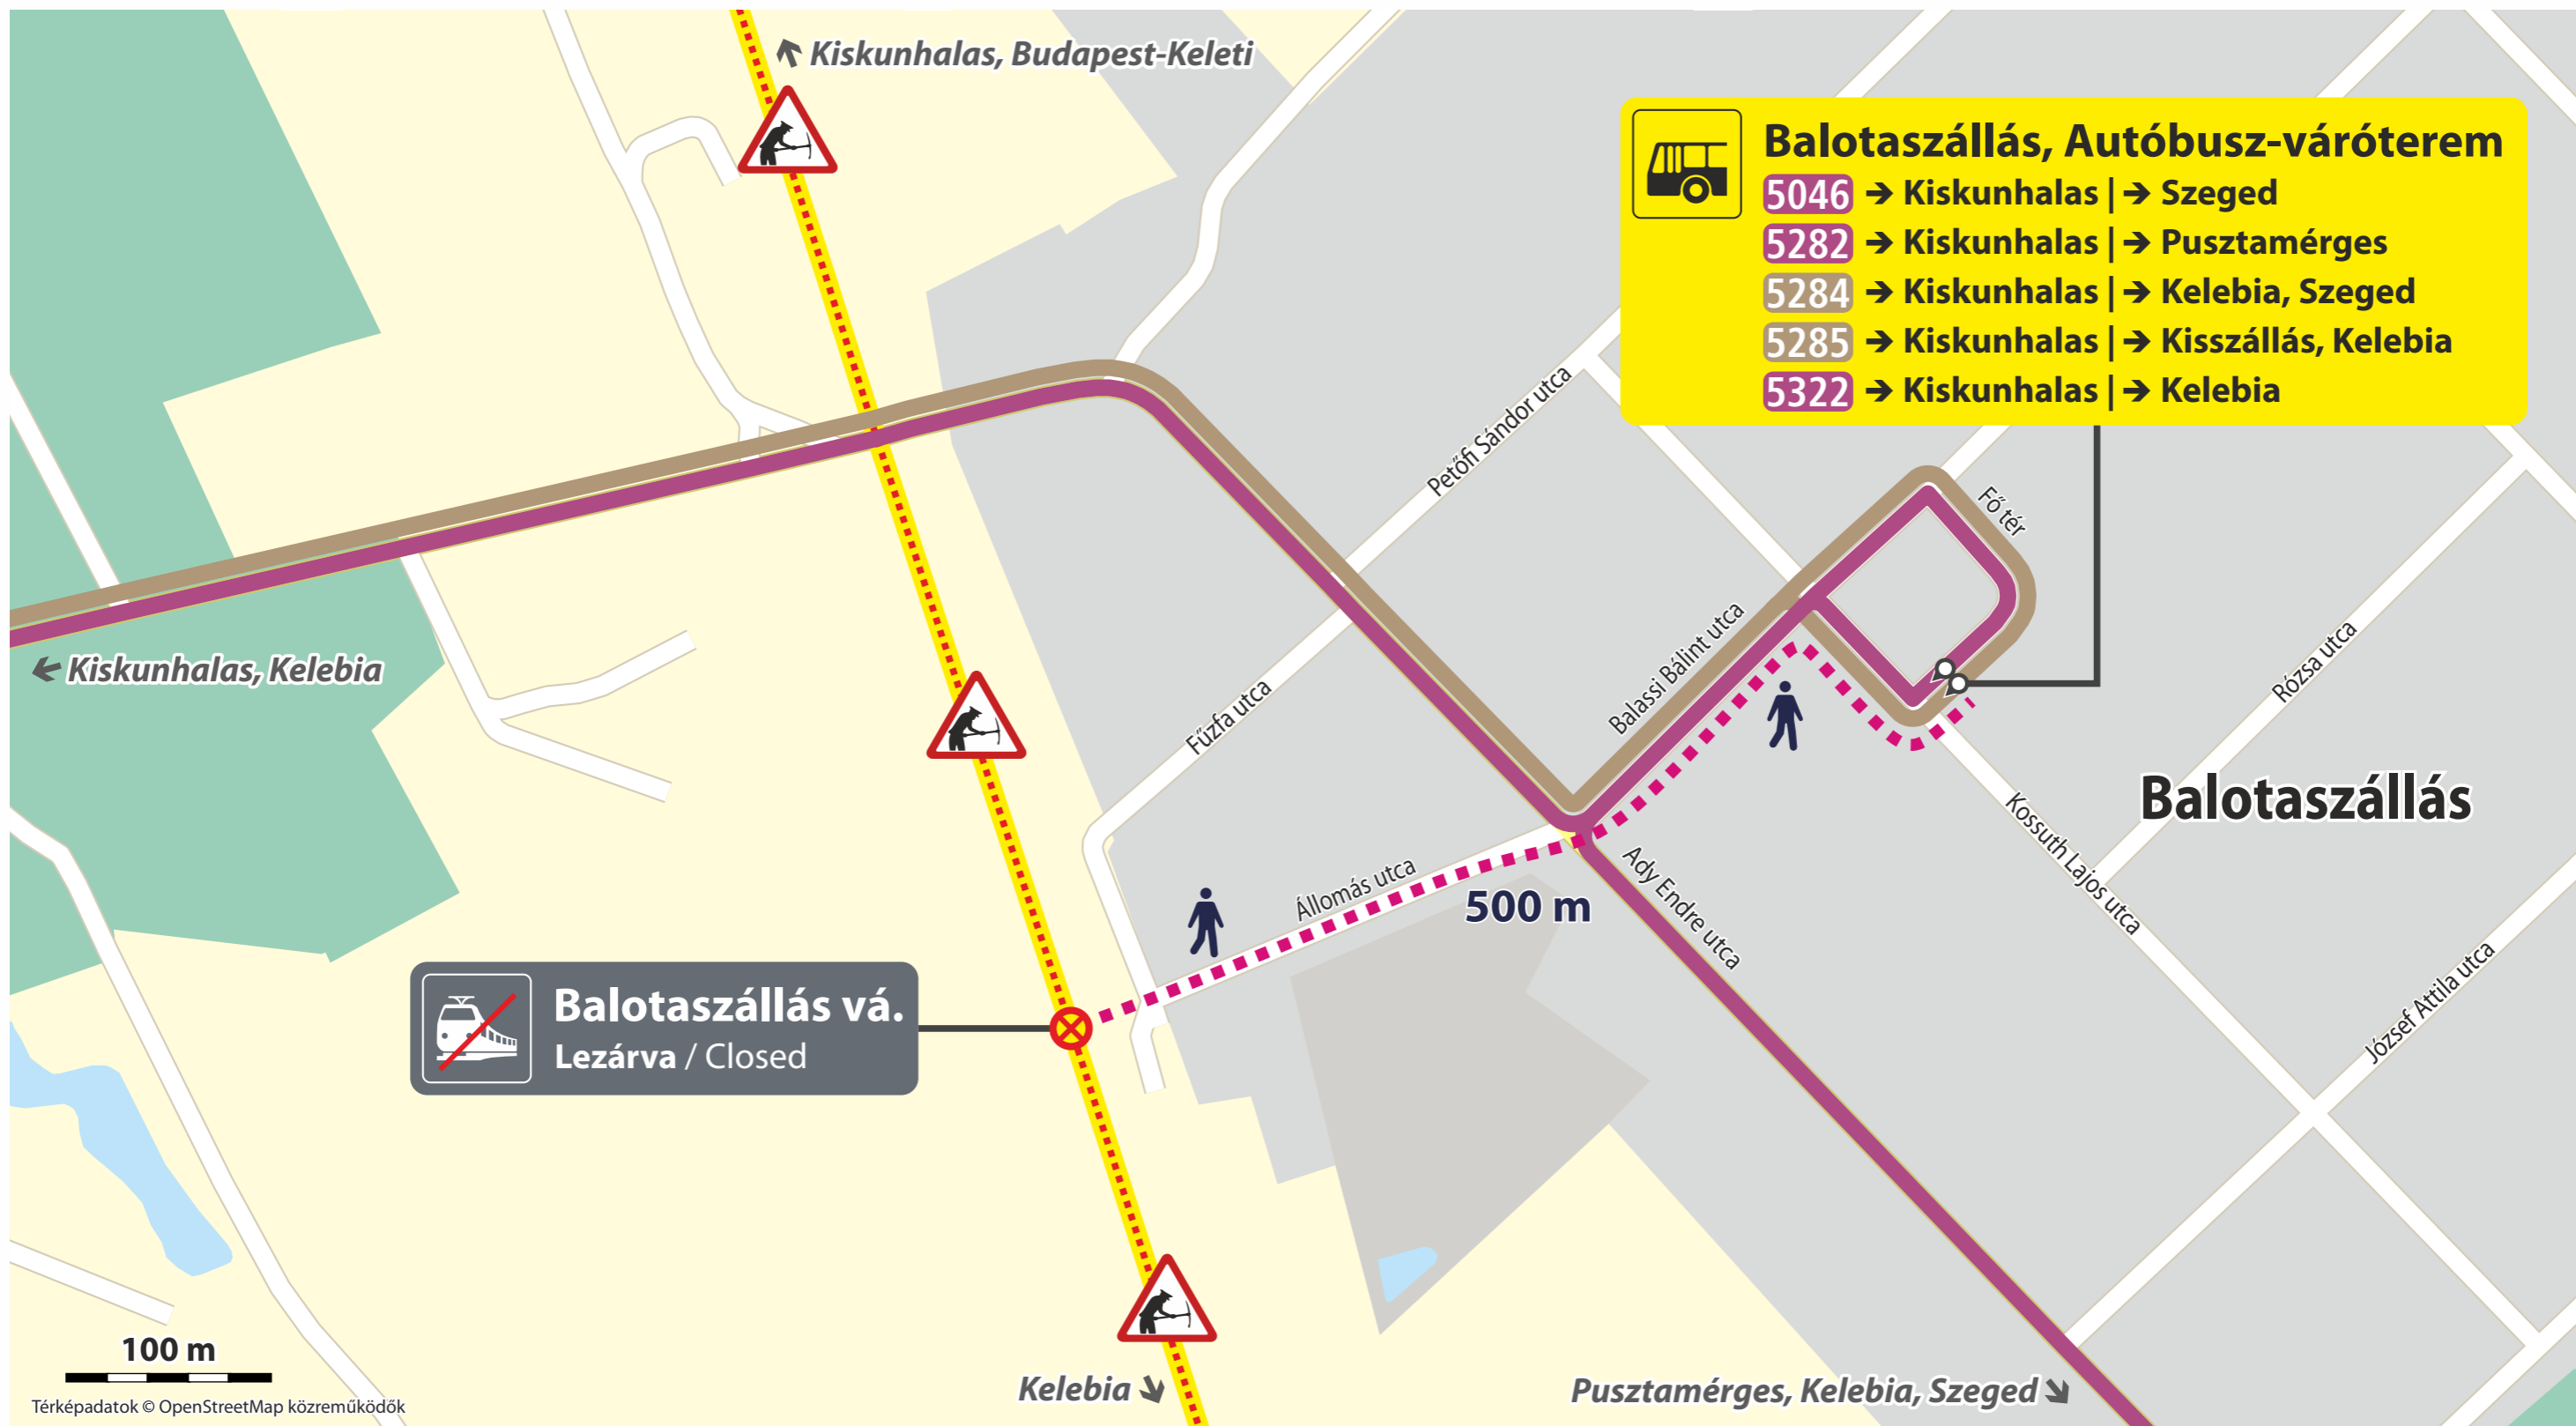 Kiskunhalas, Budapest-Keleti
Balotaszállás, Autóbusz-váróterem
5046 → Kiskunhalas | → Szeged
5282 → Kiskunhalas | → Pusztamérges
5284 → Kiskunhalas | → Kelebia, Szeged
5285 → Kiskunhalas | → Kisszállás, Kelebia
5322 → Kiskunhalas | → Kelebia
Petőfi Sándor utca
Fő tér
Kiskunhalas, Kelebia
Balassi Bálint utca
Rózsa utca
Fűzfa utca
Balotaszállás
Kossuth Lajos utca
Állomás utca
500 m
Ady Endre utca
József Attila utca
Balotaszállás vá.
Lezárva / Closed
100 m
Kelebia
Pusztamérges, Kelebia, Szeged
Térképadatok © OpenStreetMap közreműködők